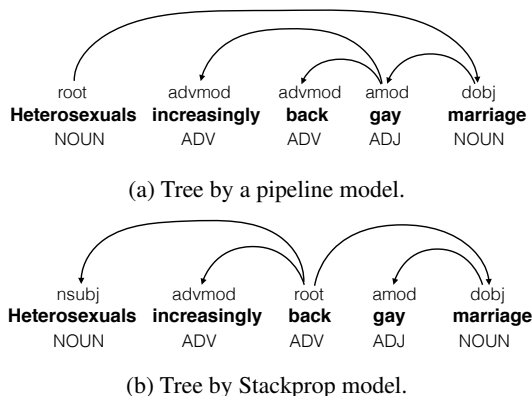 root advmod advmod amod dobj
Heterosexuals increasingly back gay marriage
NOUN ADV ADV ADJ NOUN
(a) Tree by a pipeline model.
nsubj advmod root amod dobj
Heterosexuals increasingly back gay marriage
NOUN ADV ADV ADJ NOUN
(b) Tree by Stackprop model.